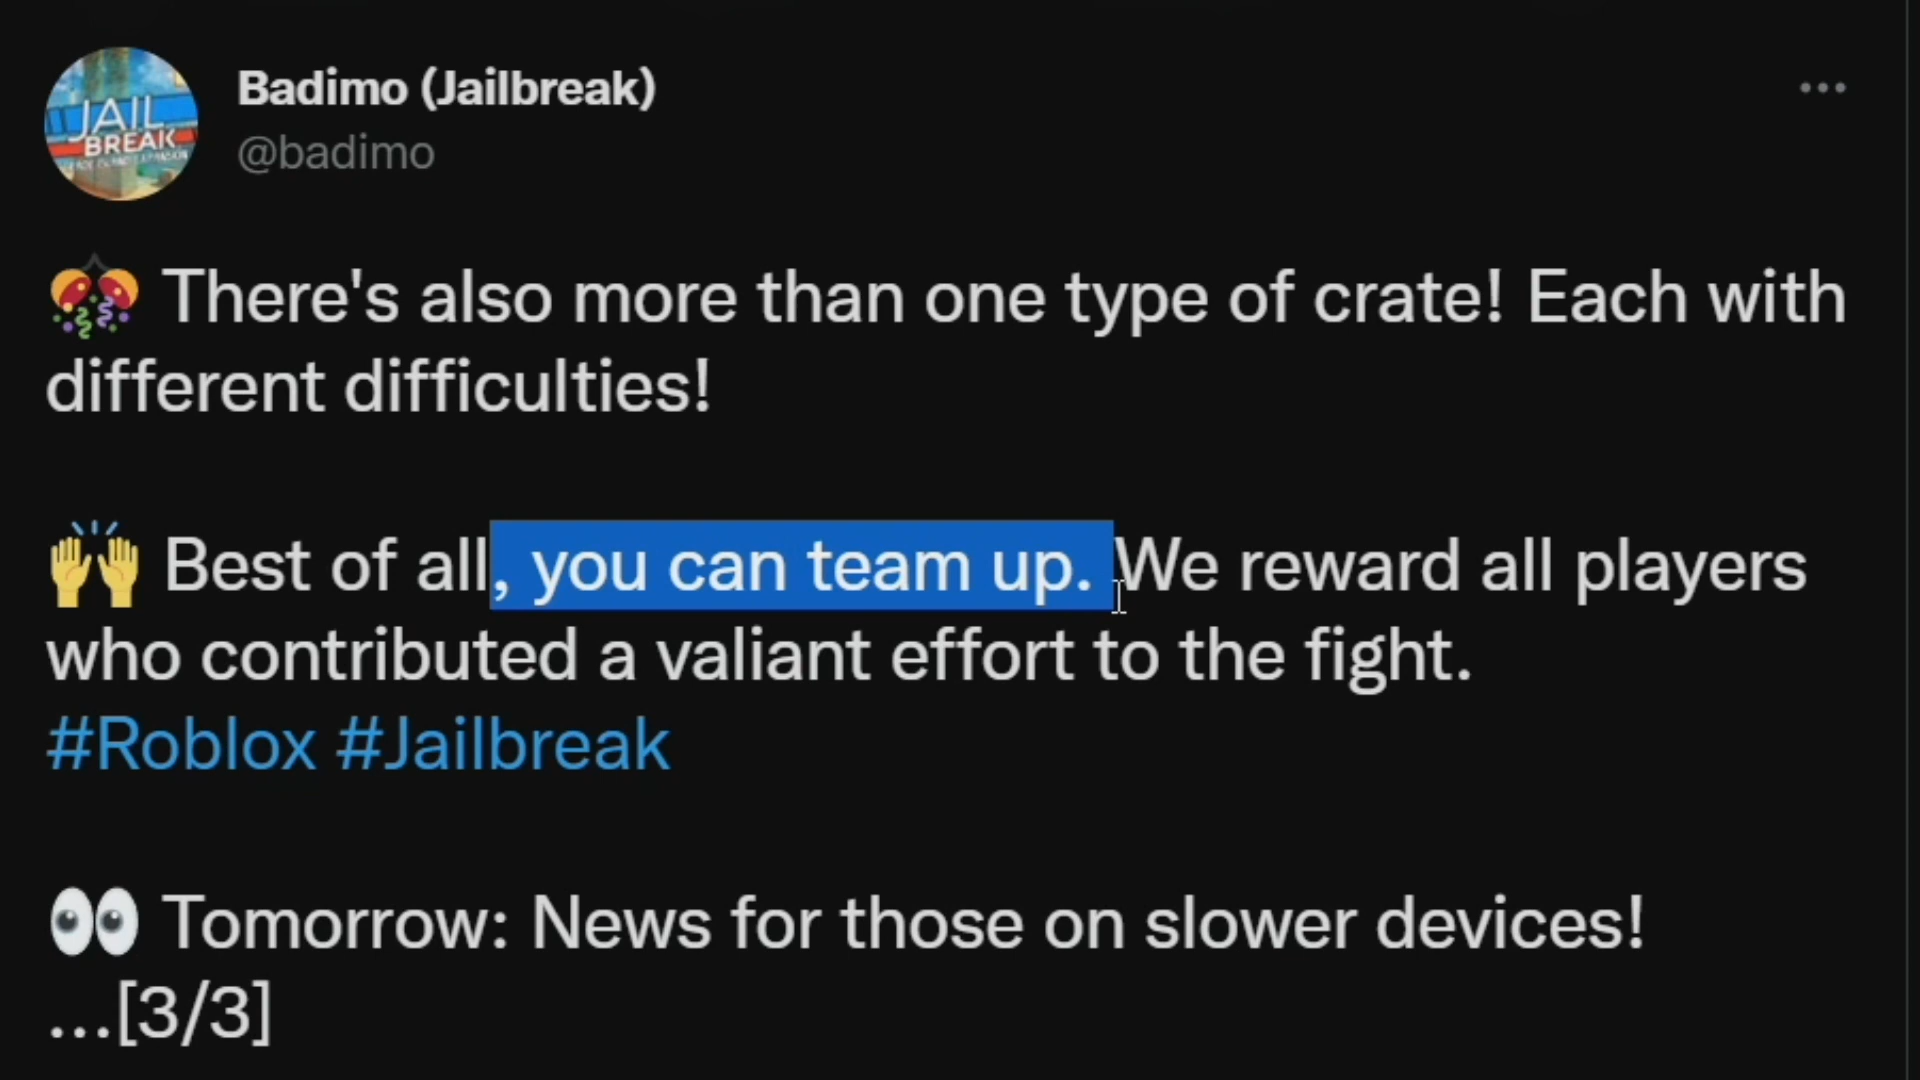 JAIL
BREAK
Badimo (Jailbreak)
@badimo
🎊 There's also more than one type of crate! Each with
different difficulties!
🙌 Best of all, you can team up. We reward all players
who contributed a valiant effort to the fight.
#Roblox #Jailbreak
👀 Tomorrow: News for those on slower devices!
...[3/3]